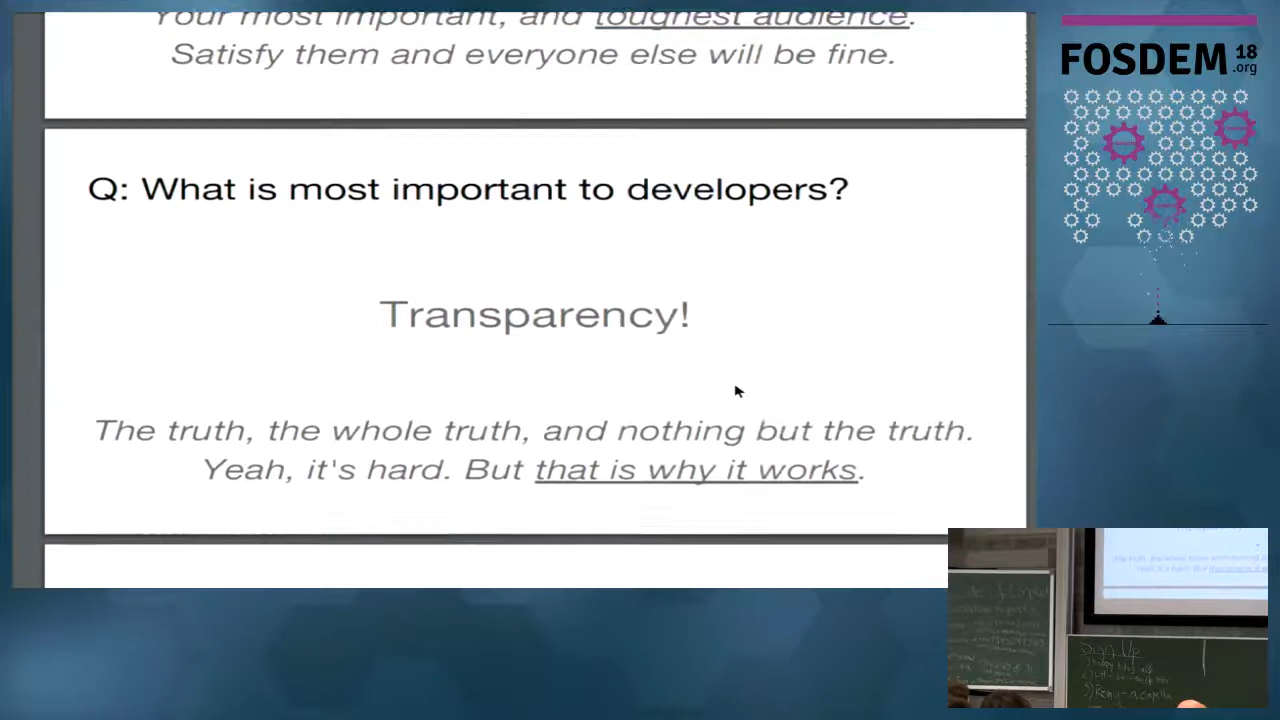 Your most important, and toughest audience.
Satisfy them and everyone else will be fine.
Q: What is most important to developers?
Transparency!
The truth, the whole truth, and nothing but the truth.
Yeah, it's hard. But that is why it works.
FOSDEM 18
.org
Sign Up